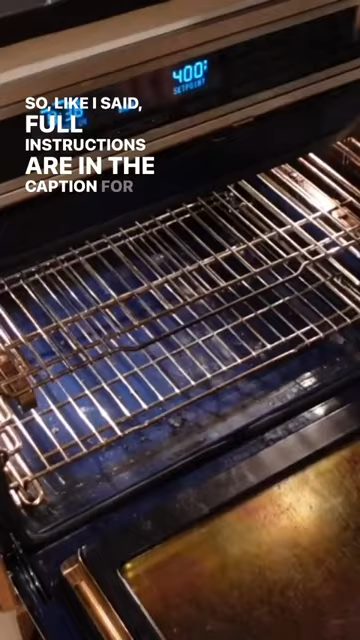 400°
SETPOINT
SO, LIKE I SAID,
FULL
INSTRUCTIONS
ARE IN THE
CAPTION FOR